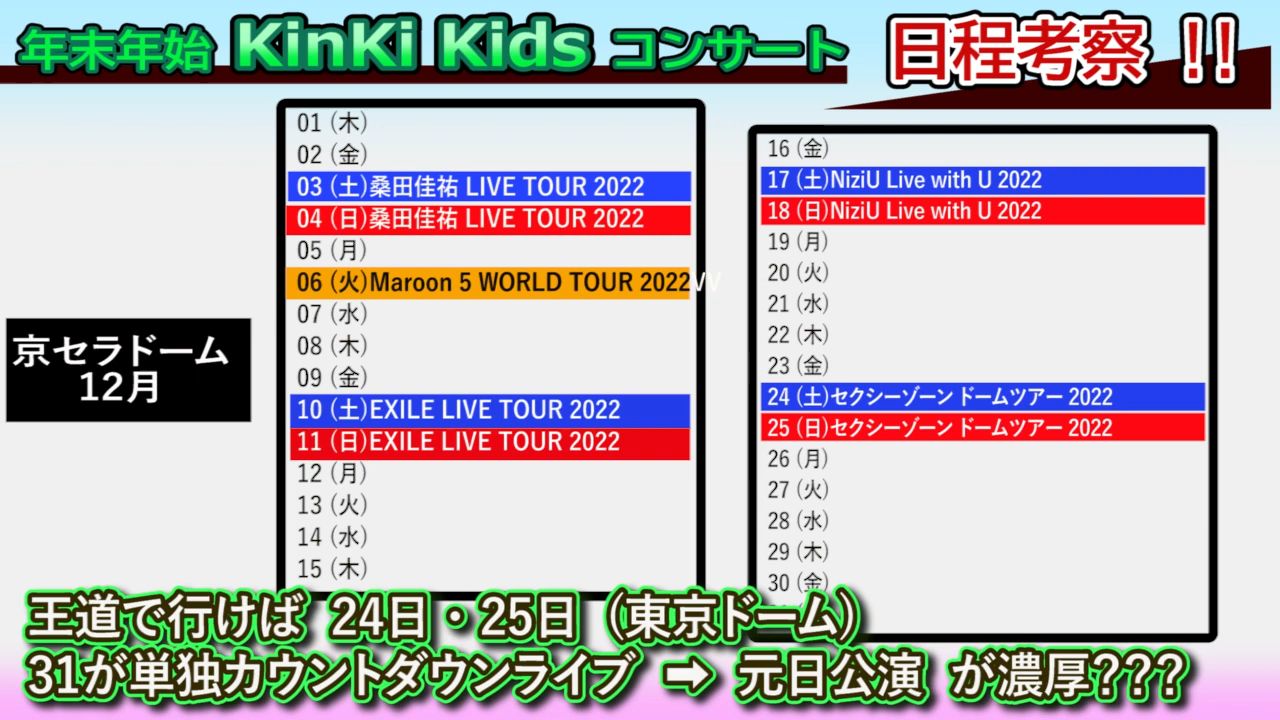 年末年始 KinKi Kids コンサート 日程考察 !!
京セラドーム
12月
01 (木)
02 (金)
03 (土)桑田佳祐 LIVE TOUR 2022
04 (日)桑田佳祐 LIVE TOUR 2022
05 (月)
06 (火)Maroon 5 WORLD TOUR 2022VV
07 (水)
08 (木)
09 (金)
10 (土)EXILE LIVE TOUR 2022
11 (日)EXILE LIVE TOUR 2022
12 (月)
13 (火)
14 (水)
15 (木)
16 (金)
17 (土)NiziU Live with U 2022
18 (日)NiziU Live with U 2022
19 (月)
20 (火)
21 (水)
22 (木)
23 (金)
24 (土)セクシーゾーン ドームツアー 2022
25 (日)セクシーゾーン ドームツアー 2022
26 (月)
27 (火)
28 (水)
29 (木)
30 (金)
王道で行けば 24日・25日（東京ドーム）
31が単独カウントダウンライブ ➡ 元日公演 が濃厚???